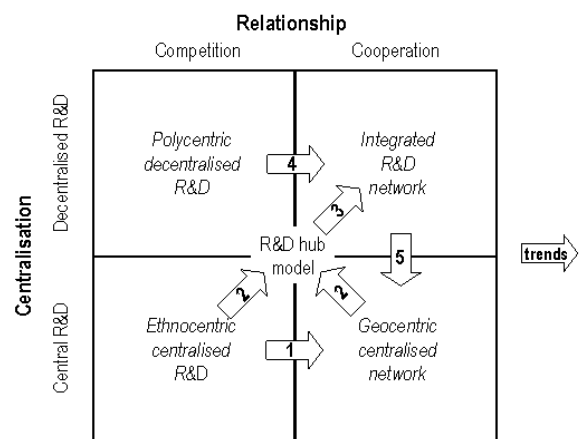 Relationship
Competition
Cooperation
Centralisation
Decentralised R&D
Central R&D
Polycentric
decentralised
R&D
4
Integrated
R&D
network
3
R&D hub
model
5
trends
2
2
Ethnocentric
centralised
R&D
1
Geocentric
centralised
network